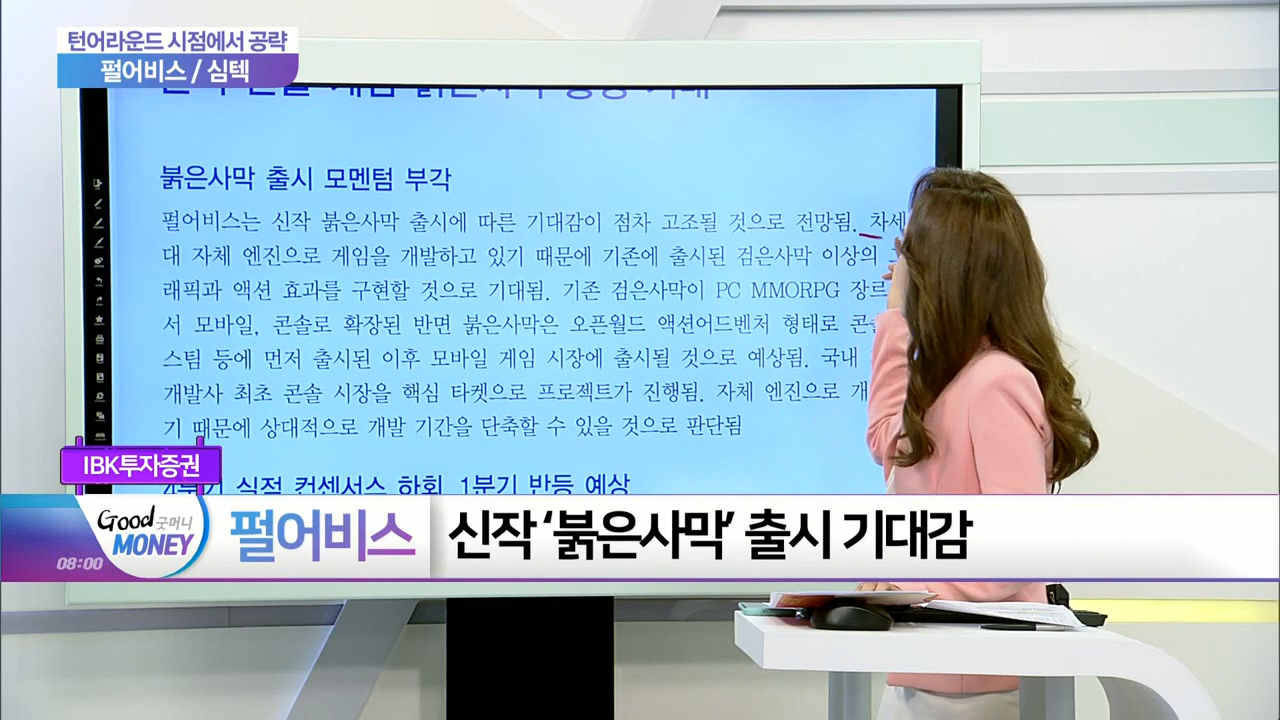 턴어라운드 시점에서 공략
펄어비스 / 심텍
붉은사막 출시 모멘텀 부각
펄어비스는 신작 붉은사막 출시에 따른 기대감이 점차 고조될 것으로 전망됨. 차세
대 자체 엔진으로 게임을 개발하고 있기 때문에 기존에 출시된 검은사막 이상의
래픽과 액션 효과를 구현할 것으로 기대됨. 기존 검은사막이 PC MMORPG 장르
서 모바일, 콘솔로 확장된 반면 붉은사막은 오픈월드 액션어드벤처 형태로
스팀 등에 먼저 출시된 이후 모바일 게임 시장에 출시될 것으로 예상됨. 국내
개발사 최초 콘솔 시장을 핵심 타켓으로 프로젝트가 진행됨. 자체 엔진으로 개
기 때문에 상대적으로 개발 기간을 단축할 수 있을 것으로 판단됨
4분기 실적 컨센서스 하회, 1분기 반등 예상
IBK투자증권
Good 굿머니
MONEY
08:00
펄어비스 신작 ‘붉은사막’ 출시 기대감